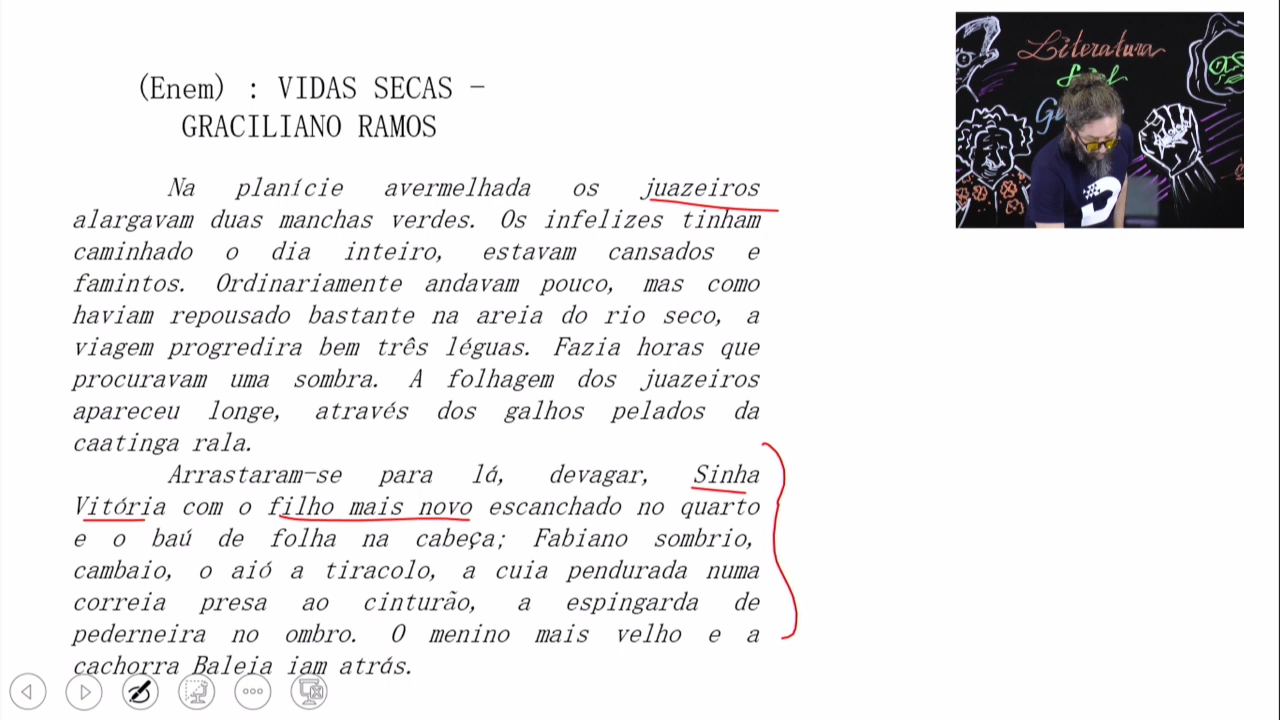 (Enem) : VIDAS SECAS –
GRACILIANO RAMOS
Na planície avermelhada os juazeiros
alargavam duas manchas verdes. Os infelizes tinham
caminhado o dia inteiro, estavam cansados e
famintos. Ordinariamente andavam pouco, mas como
haviam repousado bastante na areia do rio seco, a
viagem progredira bem três léguas. Fazia horas que
procuravam uma sombra. A folhagem dos juazeiros
apareceu longe, através dos galhos pelados da
caatinga rala.
Arrastaram-se para lá, devagar, Sinha
Vitória com o filho mais novo escanchado no quarto
e o baú de folha na cabeça; Fabiano sombrio,
cambaio, o aió a tiracolo, a cuia pendurada numa
correia presa ao cinturão, a espingarda de
pederneira no ombro. O menino mais velho e a
cachorra Baleia iam atrás.
Literatura